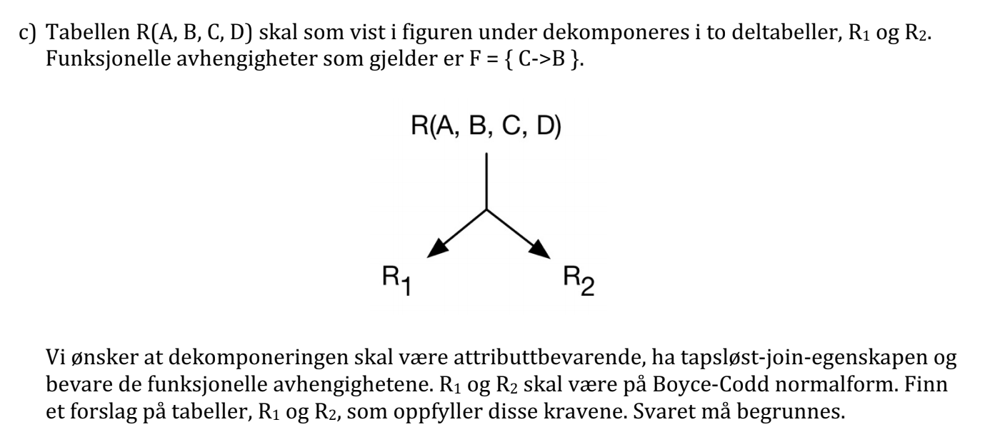 c) Tabellen R(A, B, C, D) skal som vist i figuren under dekomponeres i to deltabeller, R₁ og R₂.
Funksjonelle avhengigheter som gjelder er F = { C->B }.
R(A, B, C, D)
R₁ R₂
Vi ønsker at dekomponeringen skal være attributtbevarende, ha tapsløst-join-egenskapen og
bevare de funksjonelle avhengighetene. R₁ og R₂ skal være på Boyce-Codd normalform. Finn
et forslag på tabeller, R₁ og R₂, som oppfyller disse kravene. Svaret må begrunnes.